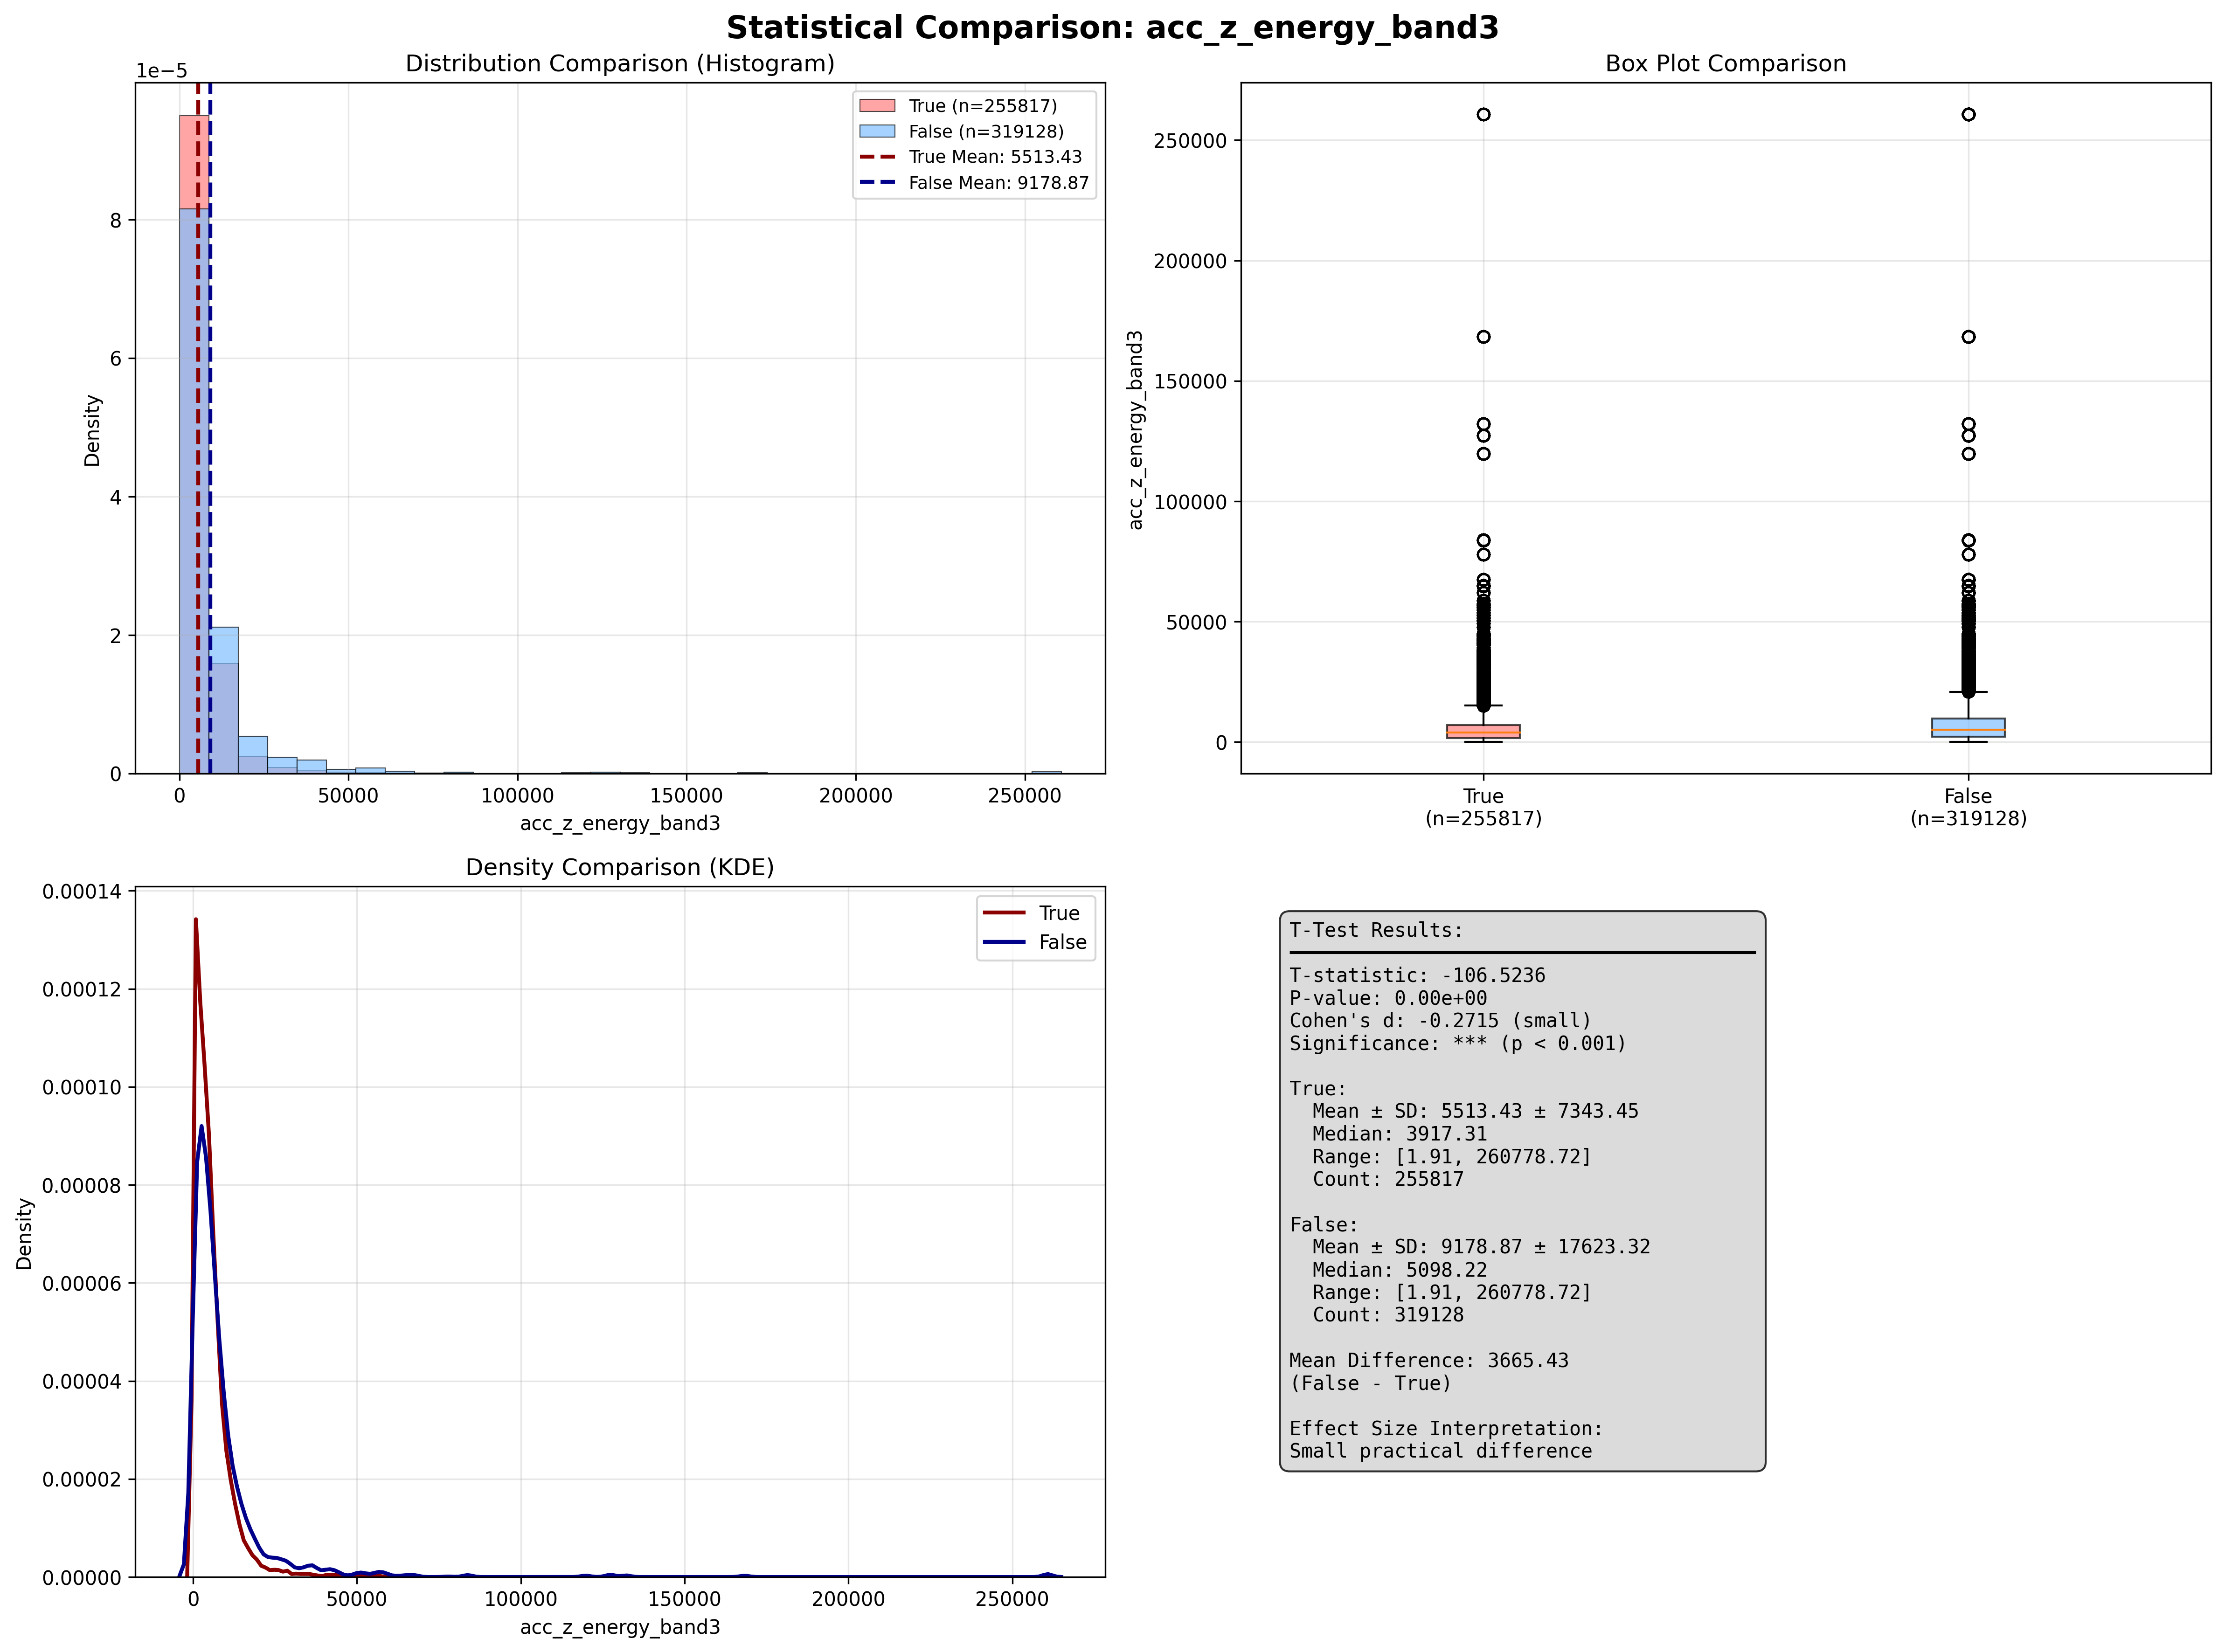 Statistical Comparison: acc_z_energy_band3
Distribution Comparison (Histogram)
1e−5
True (n=255817)
False (n=319128)
True Mean: 5513.43
False Mean: 9178.87
8
6
4
2
0
Density
0
50000
100000
150000
200000
250000
acc_z_energy_band3
Box Plot Comparison
250000
200000
150000
100000
50000
0
acc_z_energy_band3
True
(n=255817)
False
(n=319128)
Density Comparison (KDE)
True
False
0.00014
0.00012
0.00010
0.00008
0.00006
0.00004
0.00002
0.00000
Density
0
50000
100000
150000
200000
250000
acc_z_energy_band3
T-Test Results:
T-statistic: -106.5236
P-value: 0.00e+00
Cohen's d: -0.2715 (small)
Significance: *** (p < 0.001)
True:
Mean ± SD: 5513.43 ± 7343.45
Median: 3917.31
Range: [1.91, 260778.72]
Count: 255817
False:
Mean ± SD: 9178.87 ± 17623.32
Median: 5098.22
Range: [1.91, 260778.72]
Count: 319128
Mean Difference: 3665.43
(False - True)
Effect Size Interpretation:
Small practical difference